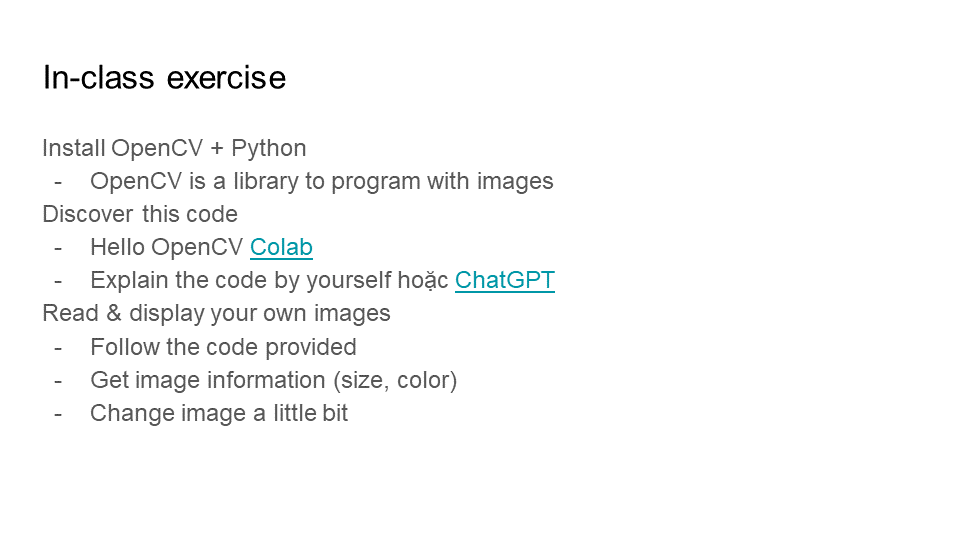 In-class exercise
Install OpenCV + Python
- OpenCV is a library to program with images
Discover this code
- Hello OpenCV Colab
- Explain the code by yourself hoặc ChatGPT
Read & display your own images
- Follow the code provided
- Get image information (size, color)
- Change image a little bit